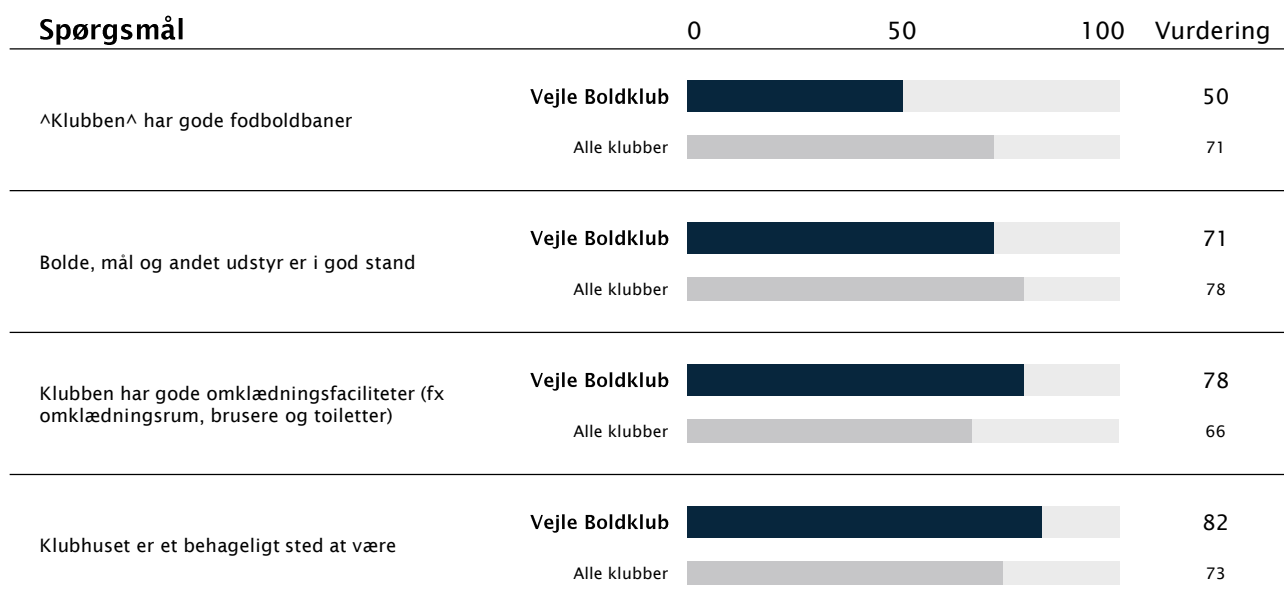 Spørgsmål 0 50 100 Vurdering
^Klubben^ har gode fodboldbaner
Vejle Boldklub 50
Alle klubber 71
Bolde, mål og andet udstyr er i god stand
Vejle Boldklub 71
Alle klubber 78
Klubben har gode omklædningsfaciliteter (fx
omklædningsrum, brusere og toiletter)
Vejle Boldklub 78
Alle klubber 66
Klubhuset er et behageligt sted at være
Vejle Boldklub 82
Alle klubber 73